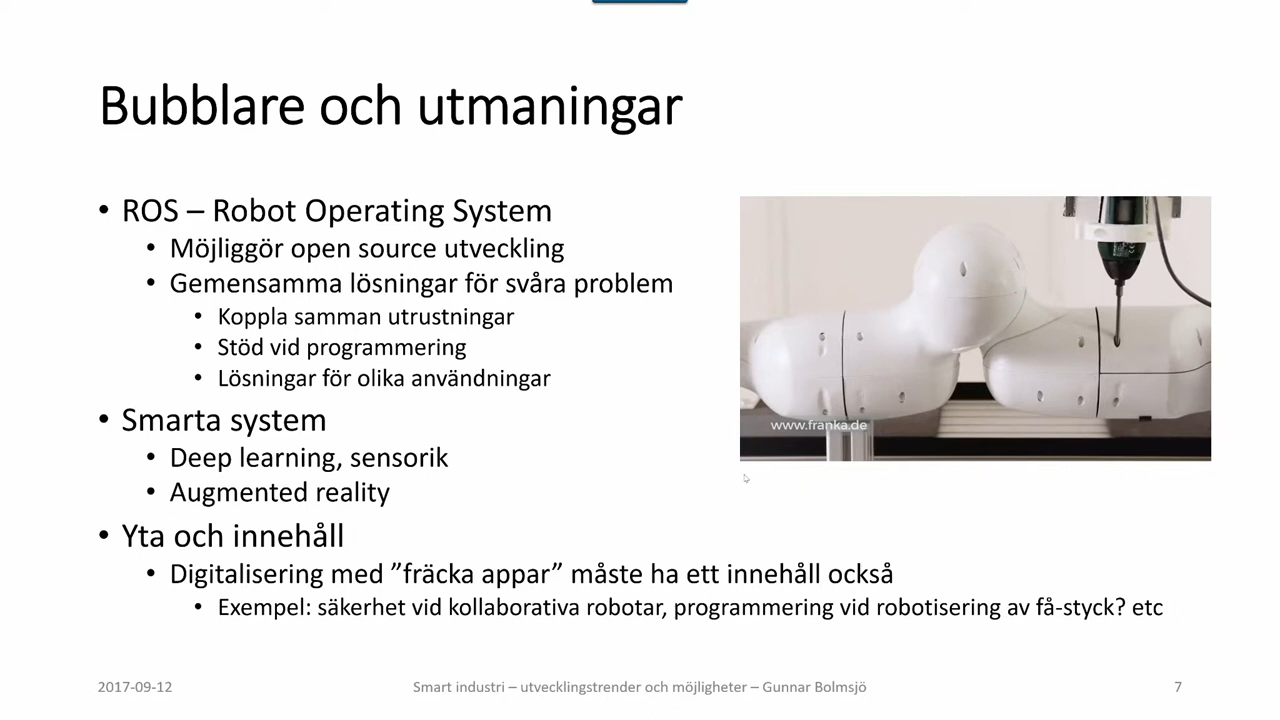 Bubblare och utmaningar
• ROS – Robot Operating System
• Möjliggör open source utveckling
• Gemensamma lösningar för svåra problem
• Koppla samman utrustningar
• Stöd vid programmering
• Lösningar för olika användningar
• Smarta system
• Deep learning, sensorik
• Augmented reality
• Yta och innehåll
• Digitalisering med ”fräcka appar” måste ha ett innehåll också
• Exempel: säkerhet vid kollaborativa robotar, programmering vid robotisering av få-styck? etc
www.franka.de
2017-09-12
Smart industri – utvecklingstrender och möjligheter – Gunnar Bolmsjö
7